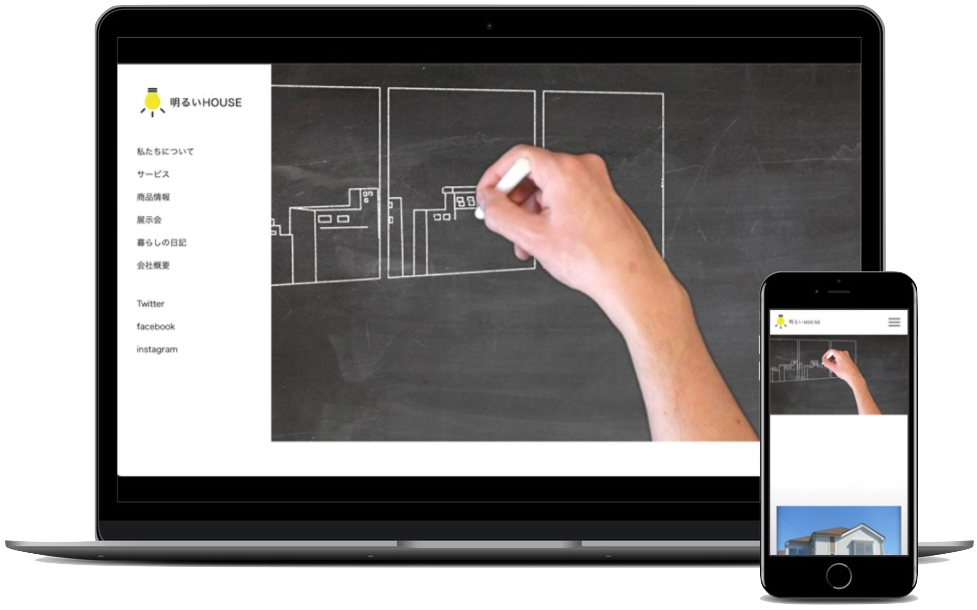 明るいHOUSE
私たちについて
サービス
商品情報
展示会
暮らしの日記
会社概要
Twitter
facebook
instagram
明るいHOUSE